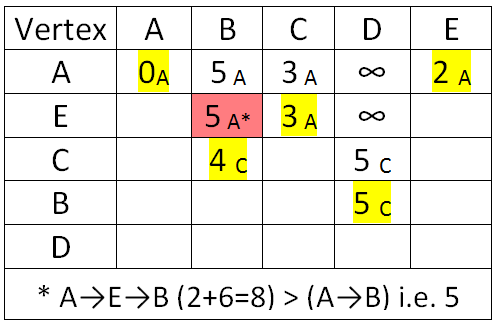 Vertex A B C D E
A 0A 5 A 3 A ∞ 2 A
E 5 A* 3 A ∞
C 4 C 5 C
B 5 C
D
* A→E→B (2+6=8) > (A→B) i.e. 5